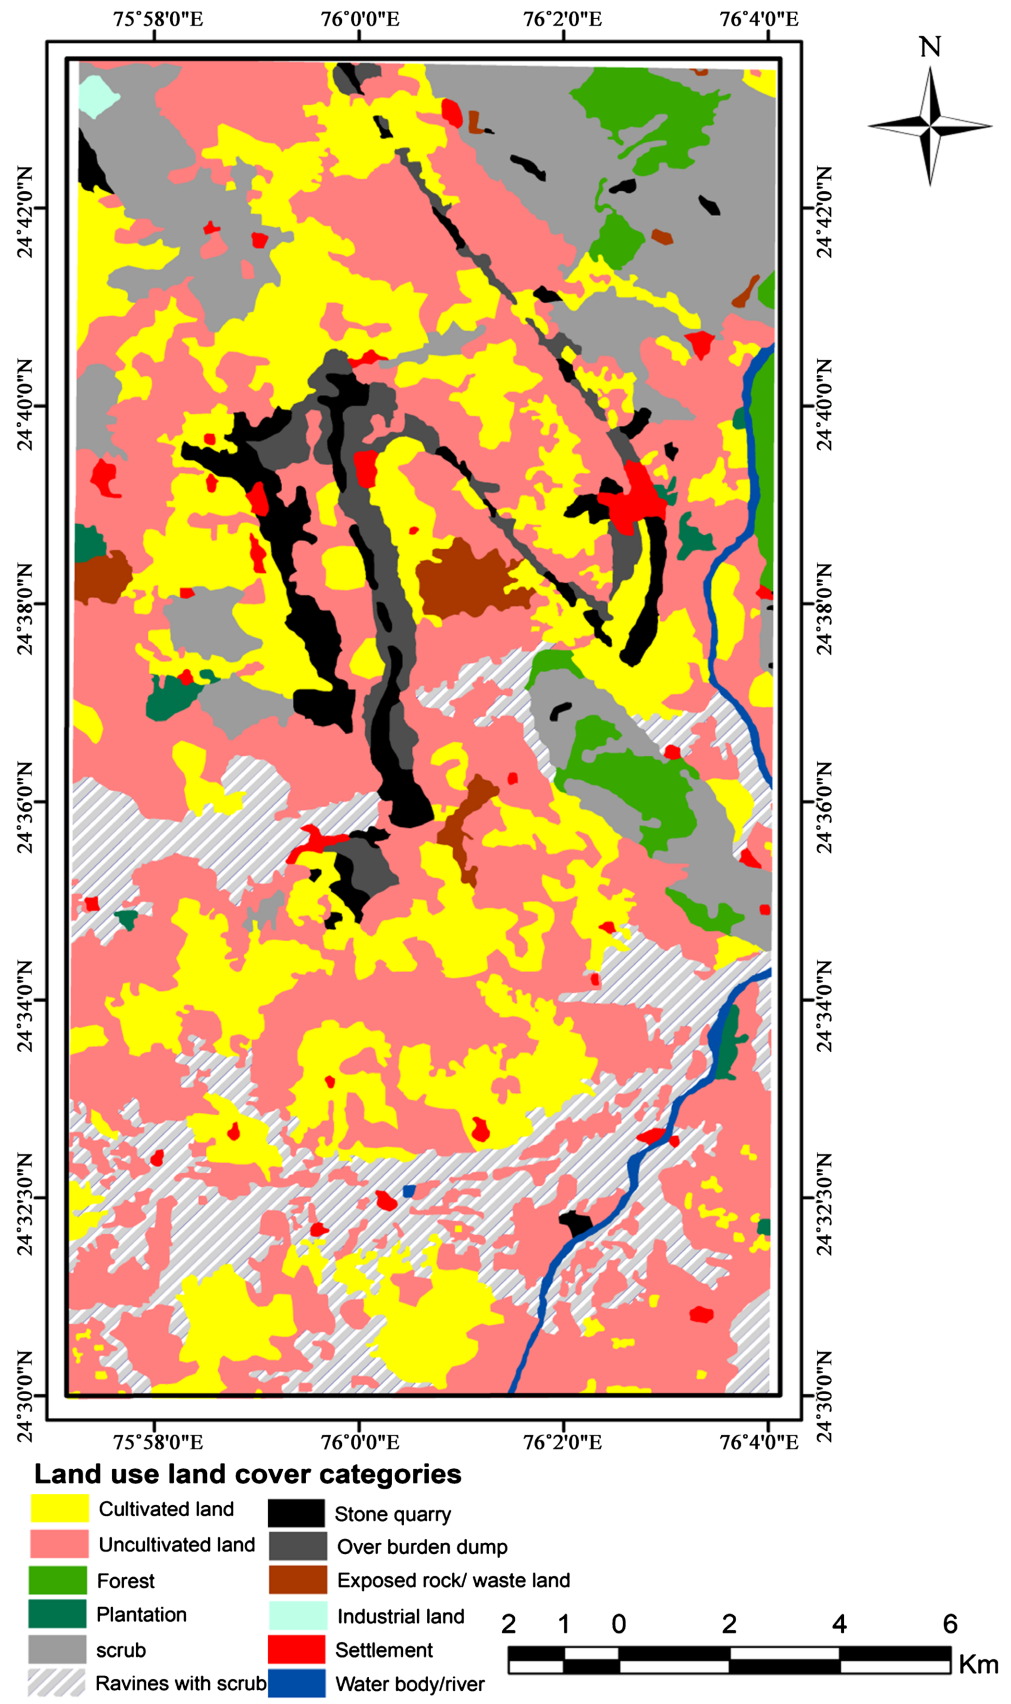 75°58'0"E 76°0'0"E 76°2'0"E 76°4'0"E
N
24°42'0"N 24°42'0"N
24°40'0"N 24°40'0"N
24°38'0"N 24°38'0"N
24°36'0"N 24°36'0"N
24°34'0"N 24°34'0"N
24°32'30"N 24°32'30"N
24°30'0"N 24°30'0"N
75°58'0"E 76°0'0"E 76°2'0"E 76°4'0"E
Land use land cover categories
Cultivated land Stone quarry
Uncultivated land Over burden dump
Forest Exposed rock/ waste land
Plantation Industrial land
scrub Settlement
Ravines with scrub Water body/river
2 1 0 2 4 6
Km